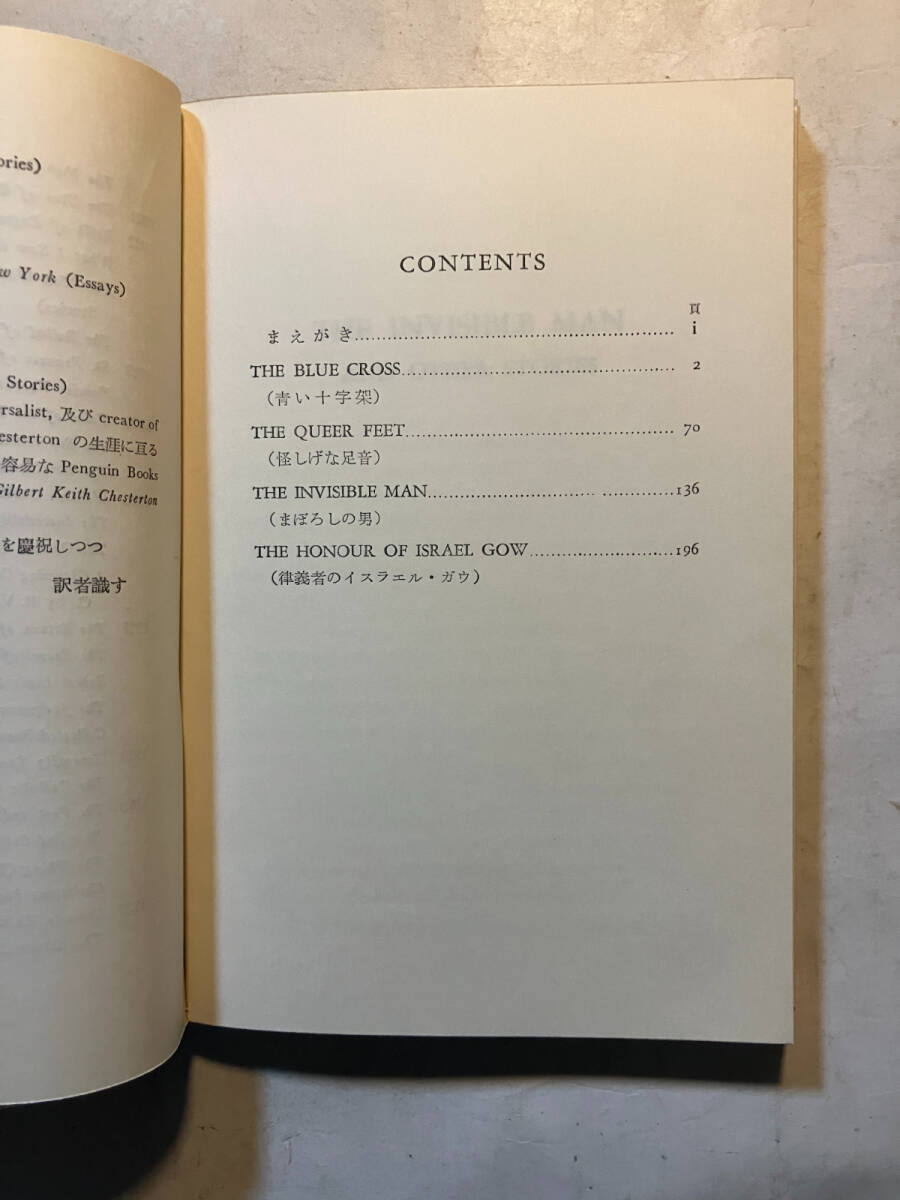 ories)
w York (Essays)
Stories)
rsalist, 及び creator of
esterton の生涯に亘る
容易な Penguin Books
Gilbert Keith Chesterton
を慶祝しつつ
訳者識す
CONTENTS
頁
まえがき................................................................ i
THE BLUE CROSS...................................................... 2
(青い十字架)
THE QUEER FEET..................................................... 70
(怪しげな足音)
THE INVISIBLE MAN................................. .............136
(まぼろしの男)
THE HONOUR OF ISRAEL GOW.............................196
(律義者のイスラエル・ガウ)